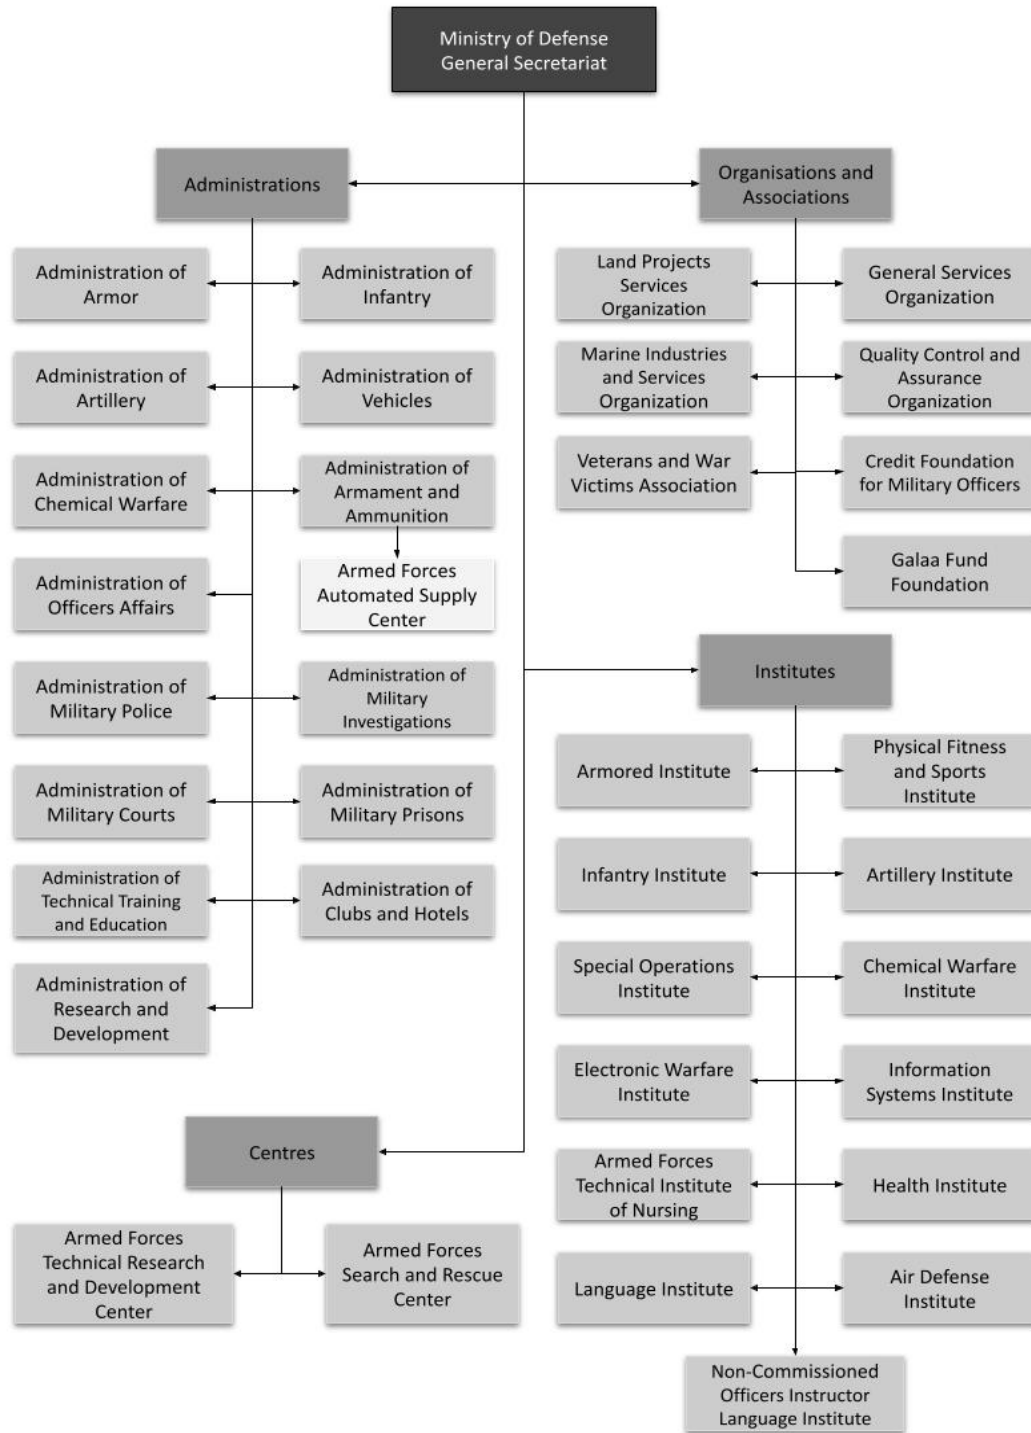 Ministry of Defense
General Secretariat
Administrations
Organisations and
Associations
Administration of
Armor
Administration of
Infantry
Administration of
Artillery
Administration of
Vehicles
Administration of
Chemical Warfare
Administration of
Armament and
Ammunition
Armed Forces
Automated Supply
Center
Administration of
Officers Affairs
Administration of
Military Police
Administration of
Military
Investigations
Administration of
Military Courts
Administration of
Military Prisons
Administration of
Technical Training
and Education
Administration of
Clubs and Hotels
Administration of
Research and
Development
Land Projects
Services
Organization
General Services
Organization
Marine Industries
and Services
Organization
Quality Control and
Assurance
Organization
Veterans and War
Victims Association
Credit Foundation
for Military Officers
Galaa Fund
Foundation
Institutes
Armored Institute
Physical Fitness
and Sports
Institute
Infantry Institute
Artillery Institute
Special Operations
Institute
Chemical Warfare
Institute
Electronic Warfare
Institute
Information
Systems Institute
Armed Forces
Technical Institute
of Nursing
Health Institute
Language Institute
Air Defense
Institute
Non-Commissioned
Officers Instructor
Language Institute
Centres
Armed Forces
Technical Research
and Development
Center
Armed Forces
Search and Rescue
Center